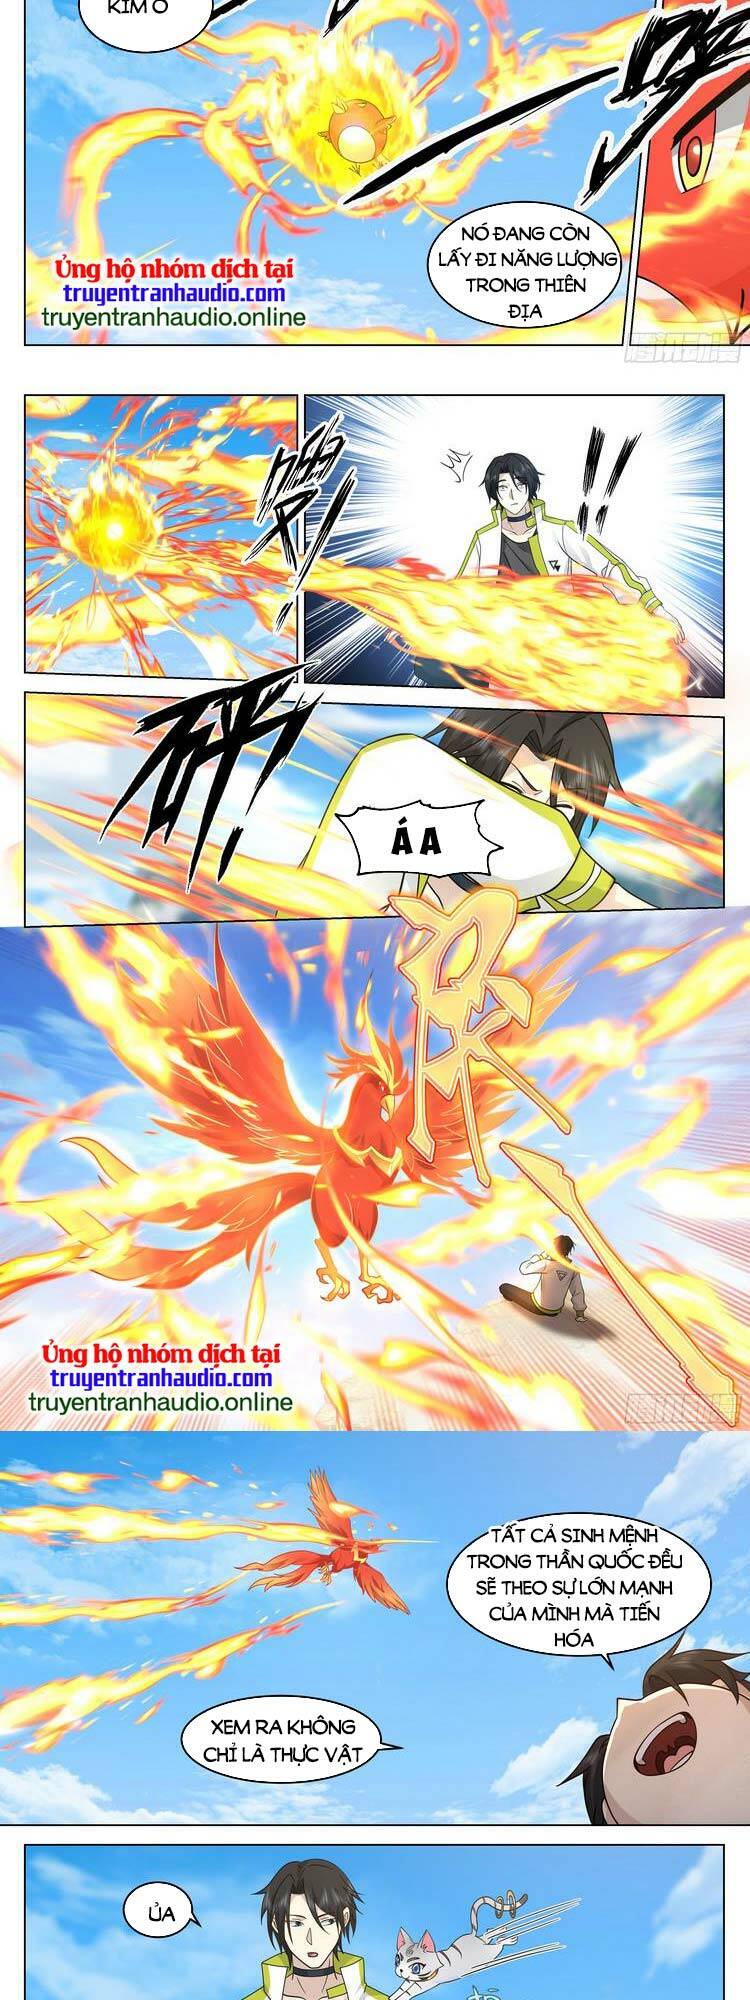 KIM Ô
NÓ ĐANG CÒN
LẤY ĐI NĂNG LƯỢNG
TRONG THIÊN
ĐỊA
Ủng hộ nhóm dịch tại
truyentranhaudio.com
truyentranhaudio.online
Á A
Ủng hộ nhóm dịch tại
truyentranhaudio.com
truyentranhaudio.online
TẤT CẢ SINH MỆNH
TRONG THẦN QUỐC ĐỀU
SẼ THEO SỰ LỚN MẠNH
CỦA MÌNH MÀ TIẾN
HÓA
XEM RA KHÔNG
CHỈ LÀ THỰC VẬT
ỦA